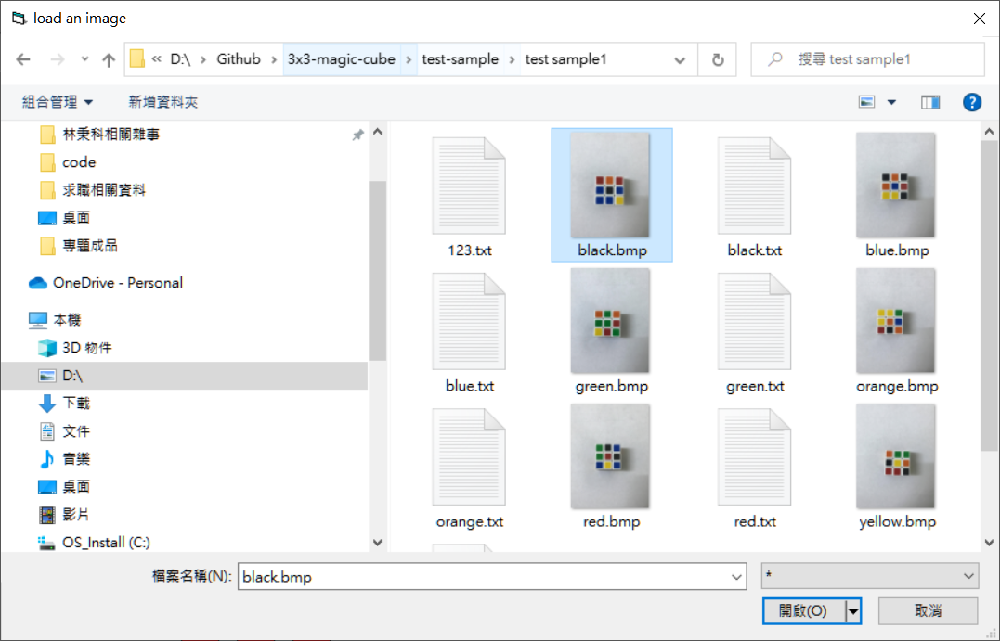 load an image
« D:\ › Github › 3x3-magic-cube › test-sample › test sample1
搜尋 test sample1
組合管理 新增資料夾
林秉科相關雜事
code
求職相關資料
桌面
專題成品
OneDrive - Personal
本機
3D 物件
D:\
下載
文件
音樂
桌面
影片
OS_Install (C:)
123.txt
black.bmp
black.txt
blue.bmp
blue.txt
green.bmp
green.txt
orange.bmp
orange.txt
red.bmp
red.txt
yellow.bmp
檔案名稱(N): black.bmp
*
開啟(O) 取消